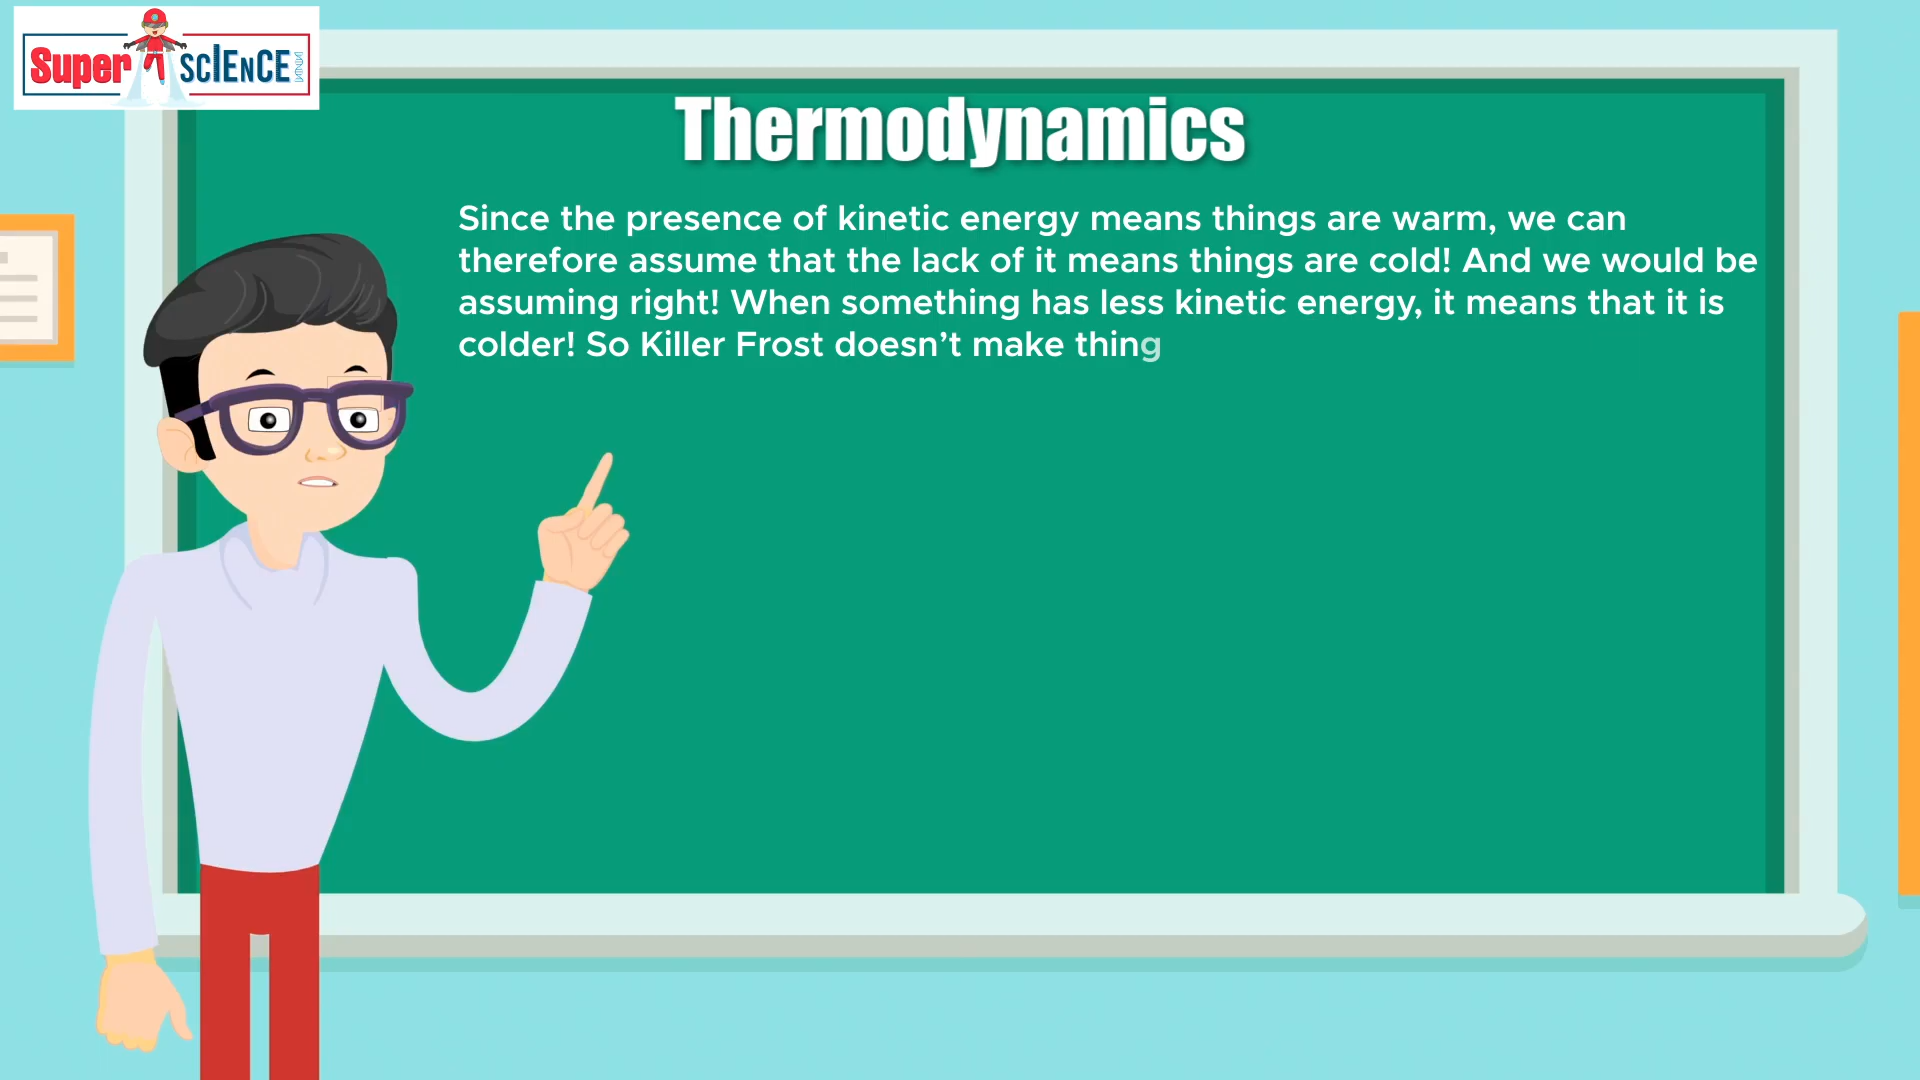 Super SCIENCE
Thermodynamics
Since the presence of kinetic energy means things are warm, we can
therefore assume that the lack of it means things are cold! And we would be
assuming right! When something has less kinetic energy, it means that it is
colder! So Killer Frost doesn’t make thing